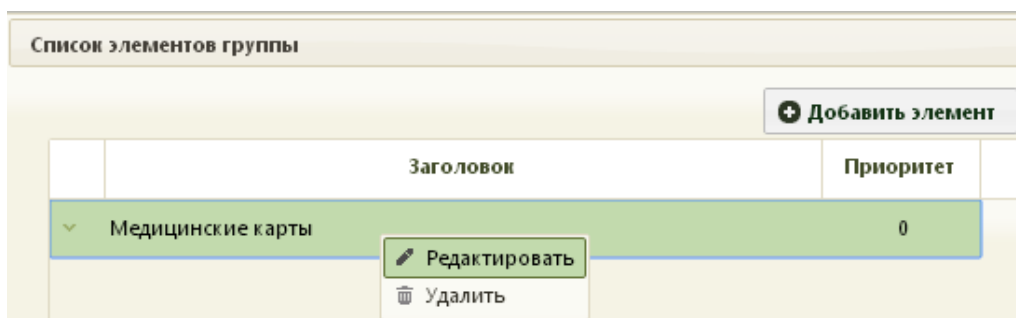 Список элементов группы
Добавить элемент
Заголовок Приоритет
Медицинские карты 0
Редактировать
Удалить